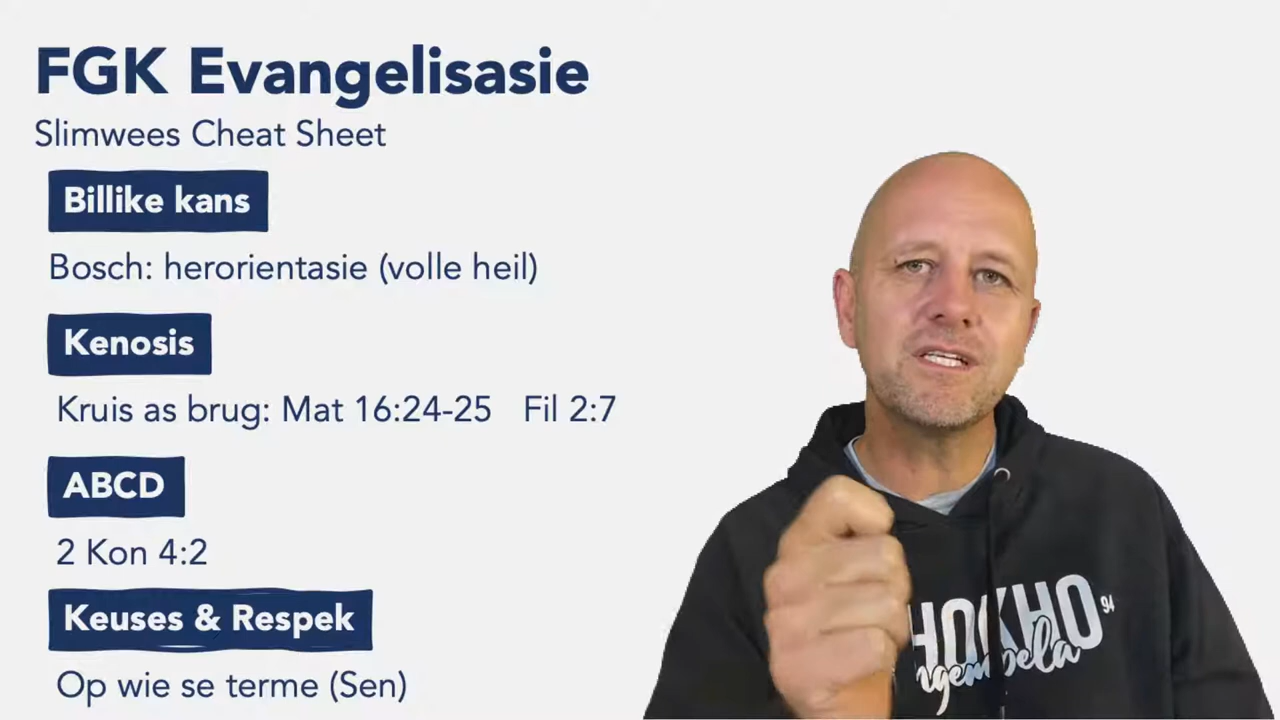 FGK Evangelisasie
Slimwees Cheat Sheet
Billike kans
Bosch: herorientasie (volle heil)
Kenosis
Kruis as brug: Mat 16:24-25 Fil 2:7
ABCD
2 Kon 4:2
Keuses & Respek
Op wie se terme (Sen)
94